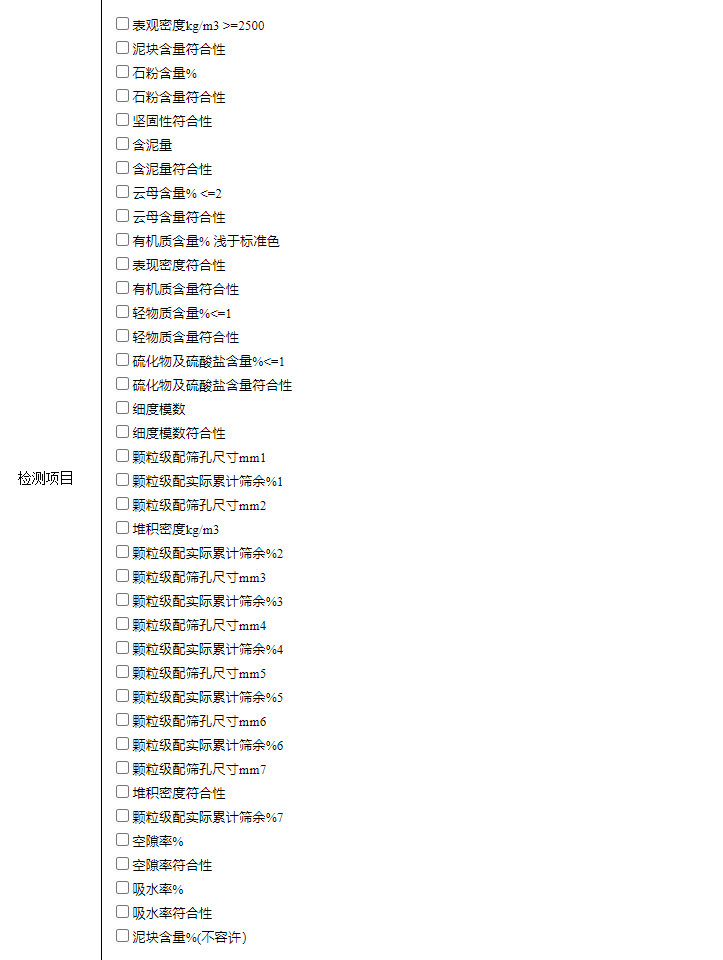 表观密度kg/m3 >=2500
泥块含量符合性
石粉含量%
石粉含量符合性
坚固性符合性
含泥量
含泥量符合性
云母含量% <=2
云母含量符合性
有机质含量% 浅于标准色
表现密度符合性
有机质含量符合性
轻物质含量%<=1
轻物质含量符合性
硫化物及硫酸盐含量%<=1
硫化物及硫酸盐含量符合性
细度模数
细度模数符合性
颗粒级配筛孔尺寸mm1
检测项目
颗粒级配实际累计筛余%1
颗粒级配筛孔尺寸mm2
堆积密度kg/m3
颗粒级配实际累计筛余%2
颗粒级配筛孔尺寸mm3
颗粒级配实际累计筛余%3
颗粒级配筛孔尺寸mm4
颗粒级配实际累计筛余%4
颗粒级配筛孔尺寸mm5
颗粒级配实际累计筛余%5
颗粒级配筛孔尺寸mm6
颗粒级配实际累计筛余%6
颗粒级配筛孔尺寸mm7
堆积密度符合性
颗粒级配实际累计筛余%7
空隙率%
空隙率符合性
吸水率%
吸水率符合性
泥块含量%(不容许）